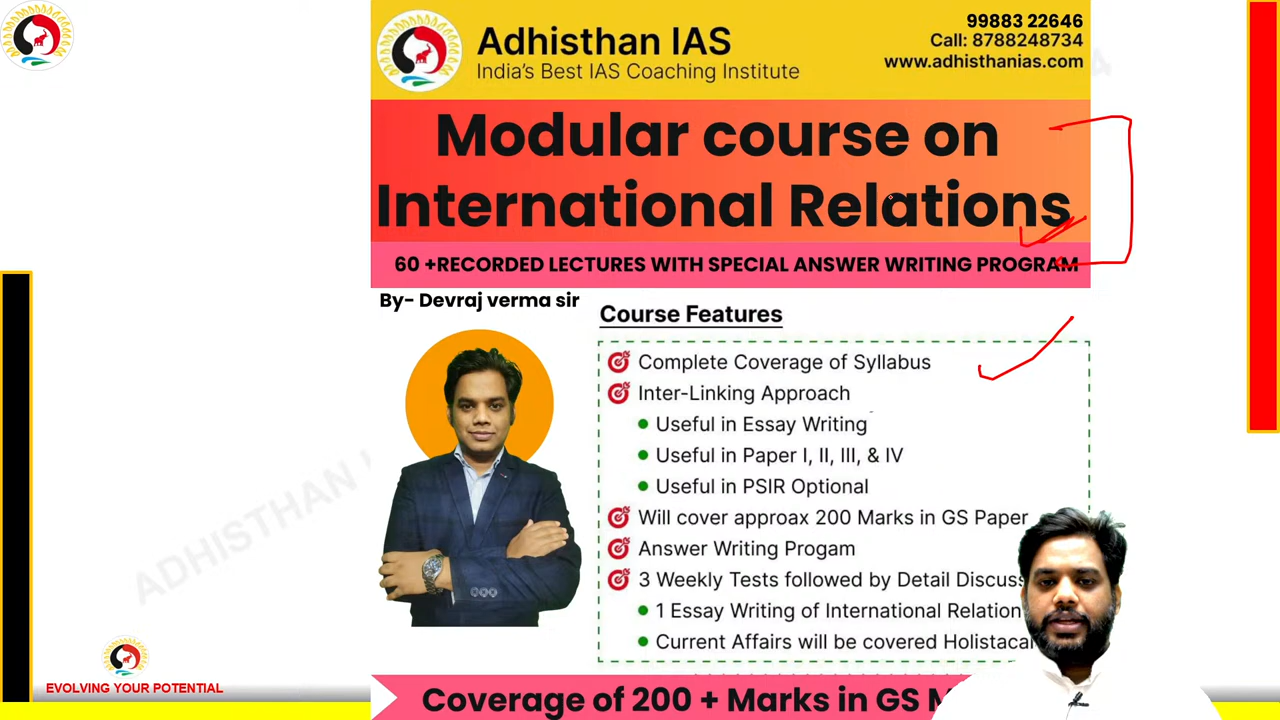 Adhisthan IAS
India's Best IAS Coaching Institute
99883 22646
Call: 8788248734
www.adhisthanias.com
Modular course on
International Relations
60 +RECORDED LECTURES WITH SPECIAL ANSWER WRITING PROGRAM
By- Devraj verma sir
Course Features
Complete Coverage of Syllabus
Inter-Linking Approach
Useful in Essay Writing
Useful in Paper I, II, III, & IV
Useful in PSIR Optional
Will cover approax 200 Marks in GS Paper
Answer Writing Progam
3 Weekly Tests followed by Detail Discuss
1 Essay Writing of International Relation
Current Affairs will be covered Holistacal
ADHISTHAN
EVOLVING YOUR POTENTIAL
Coverage of 200 + Marks in GS M